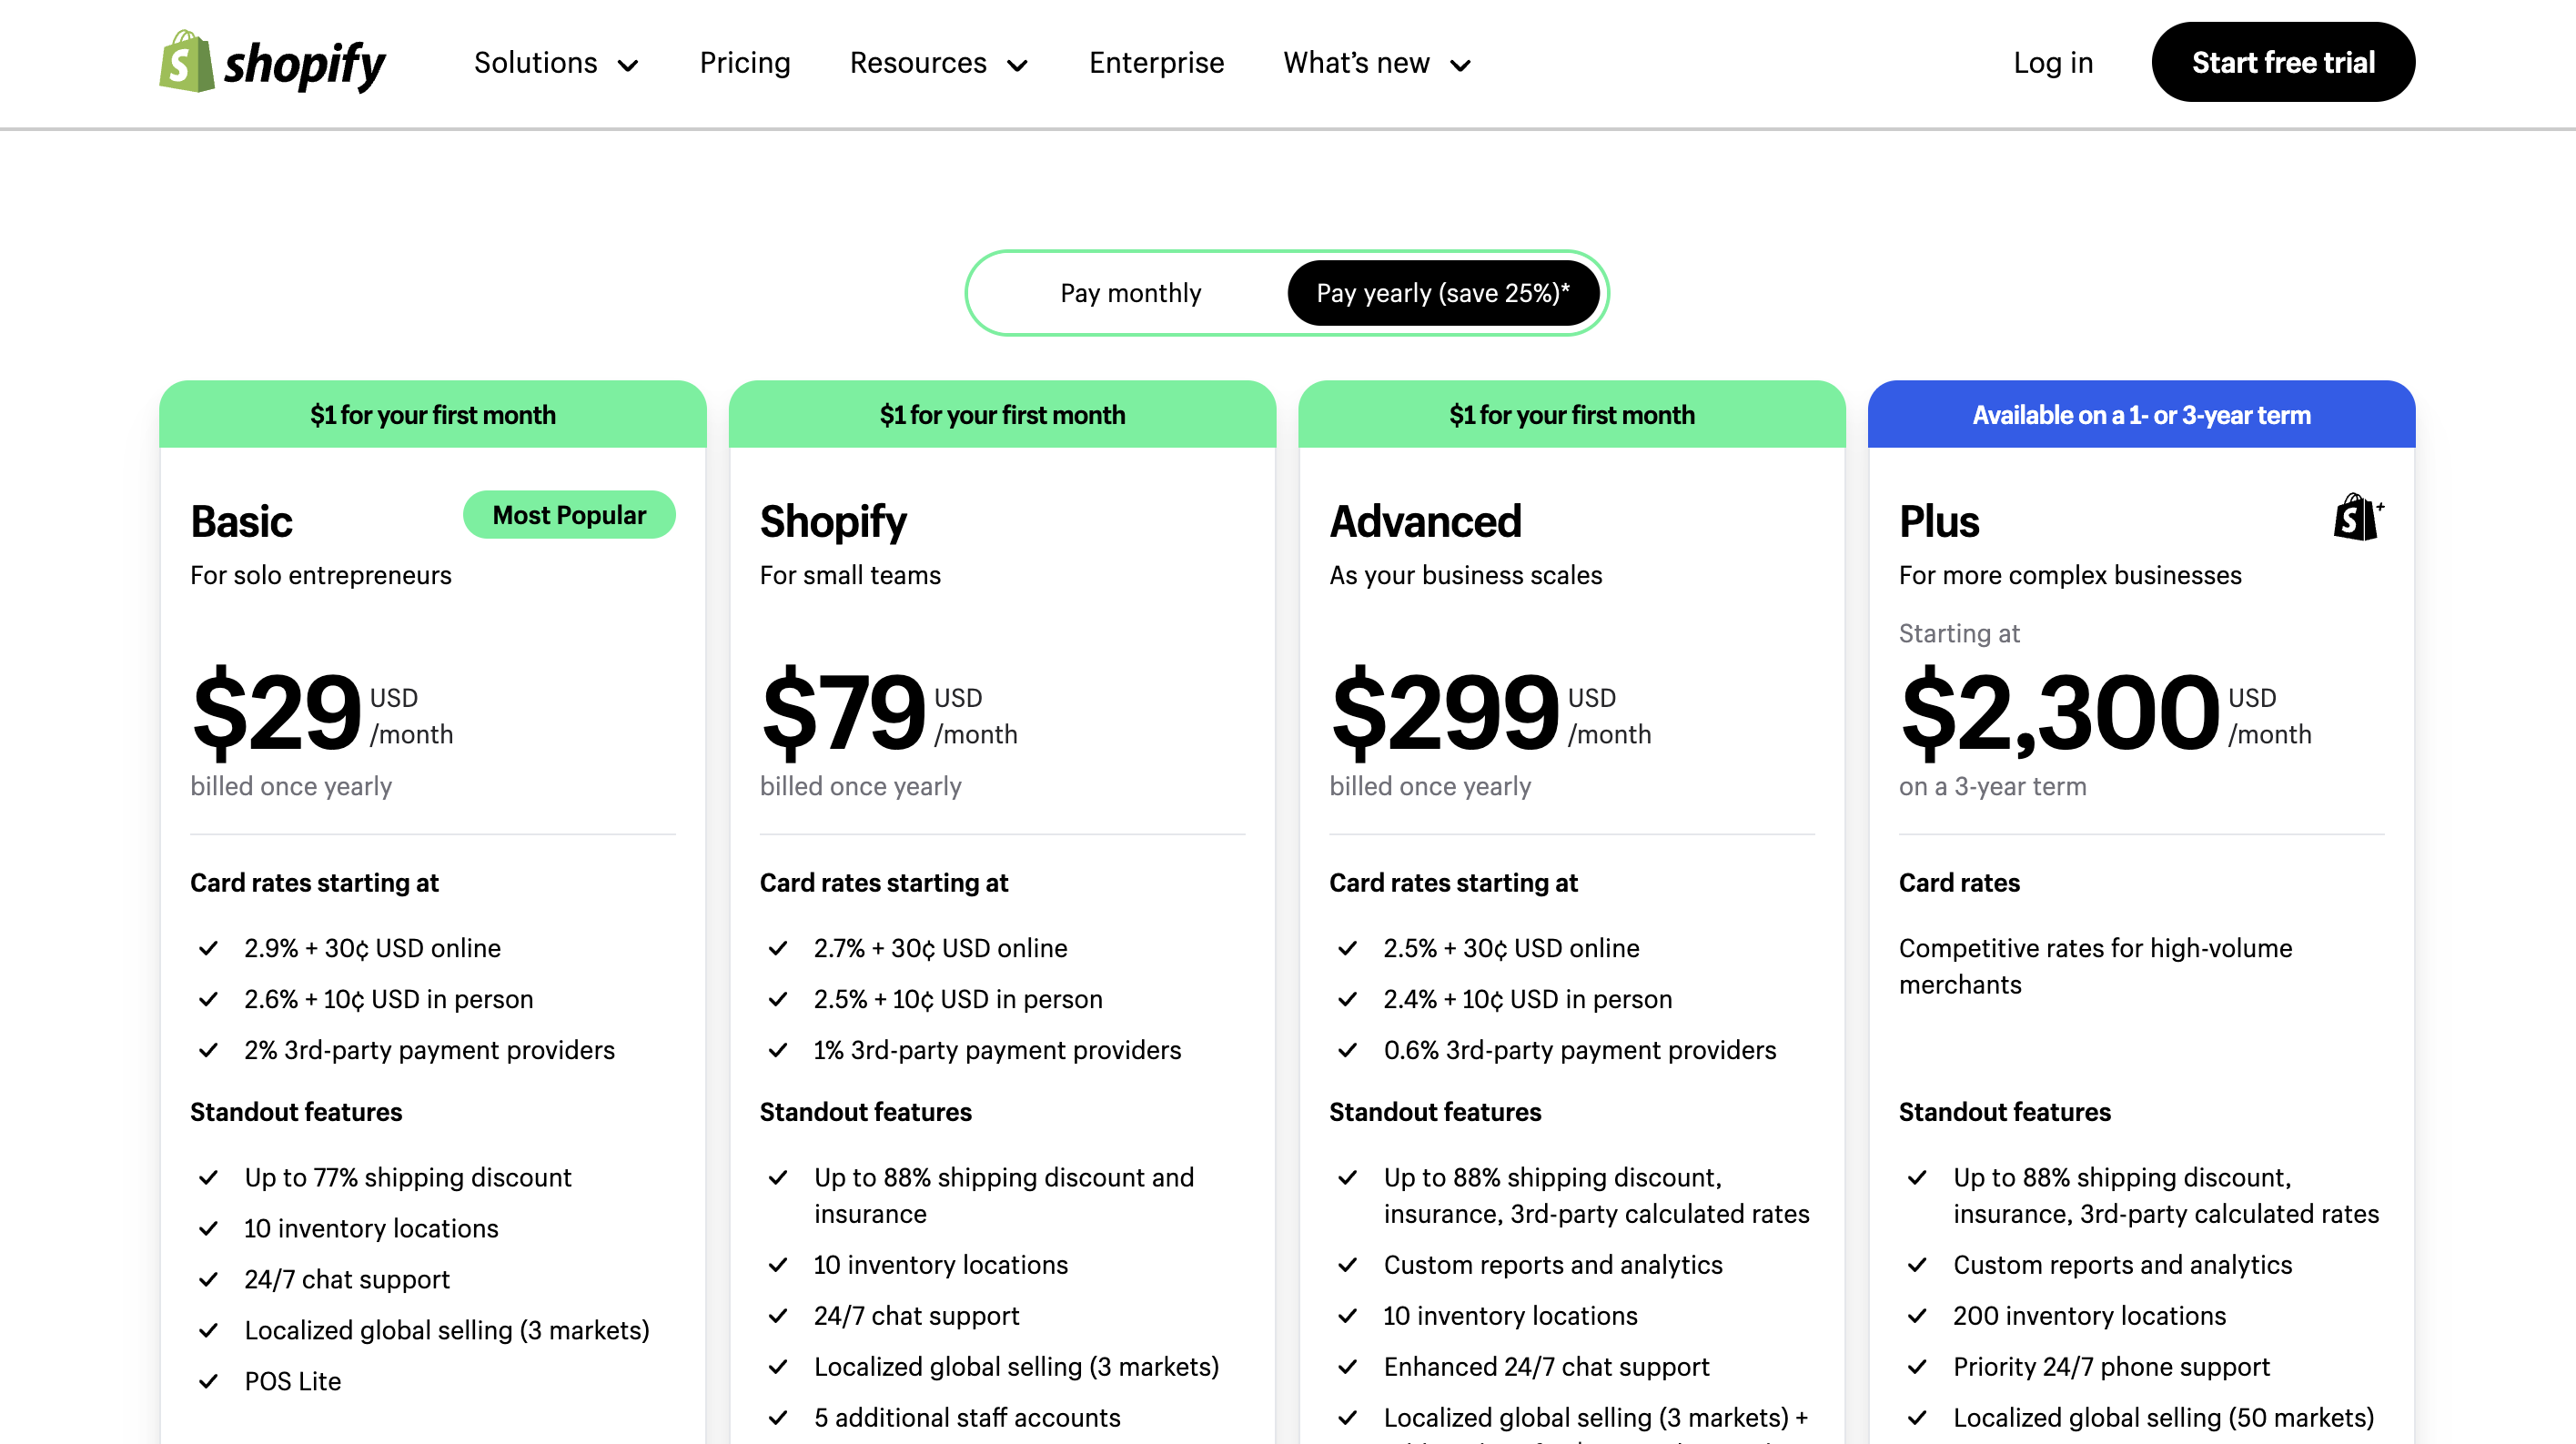 shopify
Solutions
Pricing
Resources
Enterprise
What's new
Log in
Start free trial
Pay monthly
Pay yearly (save 25%)*
$1 for your first month
Basic
Most Popular
For solo entrepreneurs
$29 USD
/month
billed once yearly
Card rates starting at
2.9% + 30¢ USD online
2.6% + 10¢ USD in person
2% 3rd-party payment providers
Standout features
Up to 77% shipping discount
10 inventory locations
24/7 chat support
Localized global selling (3 markets)
POS Lite
$1 for your first month
Shopify
For small teams
$79 USD
/month
billed once yearly
Card rates starting at
2.7% + 30¢ USD online
2.5% + 10¢ USD in person
1% 3rd-party payment providers
Standout features
Up to 88% shipping discount and
insurance
10 inventory locations
24/7 chat support
Localized global selling (3 markets)
5 additional staff accounts
$1 for your first month
Advanced
As your business scales
$299 USD
/month
billed once yearly
Card rates starting at
2.5% + 30¢ USD online
2.4% + 10¢ USD in person
0.6% 3rd-party payment providers
Standout features
Up to 88% shipping discount,
insurance, 3rd-party calculated rates
Custom reports and analytics
10 inventory locations
Enhanced 24/7 chat support
Localized global selling (3 markets) +
Available on a 1- or 3-year term
Plus
For more complex businesses
Starting at
$2,300 USD
/month
on a 3-year term
Card rates
Competitive rates for high-volume
merchants
Standout features
Up to 88% shipping discount,
insurance, 3rd-party calculated rates
Custom reports and analytics
200 inventory locations
Priority 24/7 phone support
Localized global selling (50 markets)